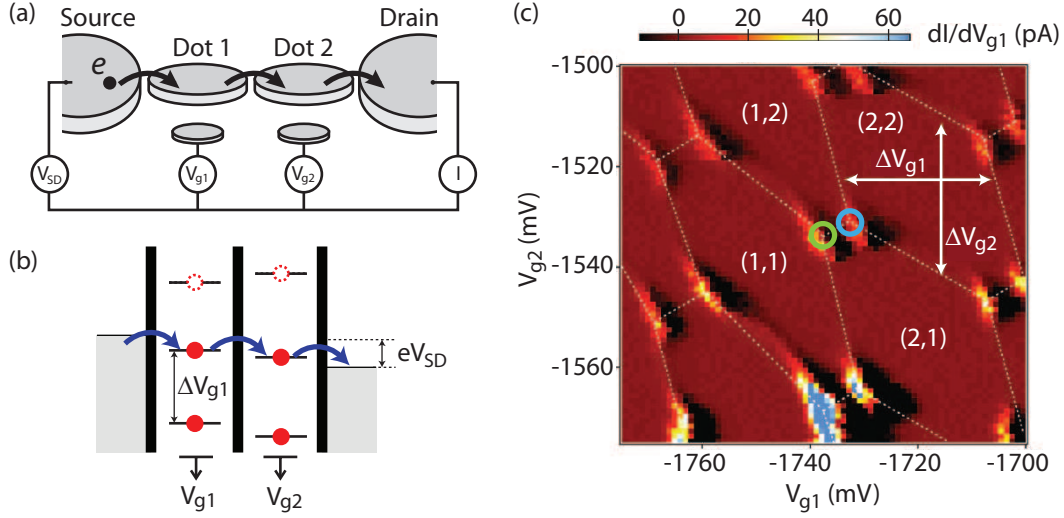 (a)
Source
Drain
Dot 1
Dot 2
e
V_SD
V_g1
V_g2
I
(b)
eV_SD
ΔV_g1
V_g1
V_g2
(c)
0
20
40
60
dI/dV_g1 (pA)
-1500
-1520
-1540
-1560
V_g2 (mV)
(1,2)
(2,2)
ΔV_g1
ΔV_g2
(1,1)
(2,1)
-1760
-1740
-1720
-1700
V_g1 (mV)